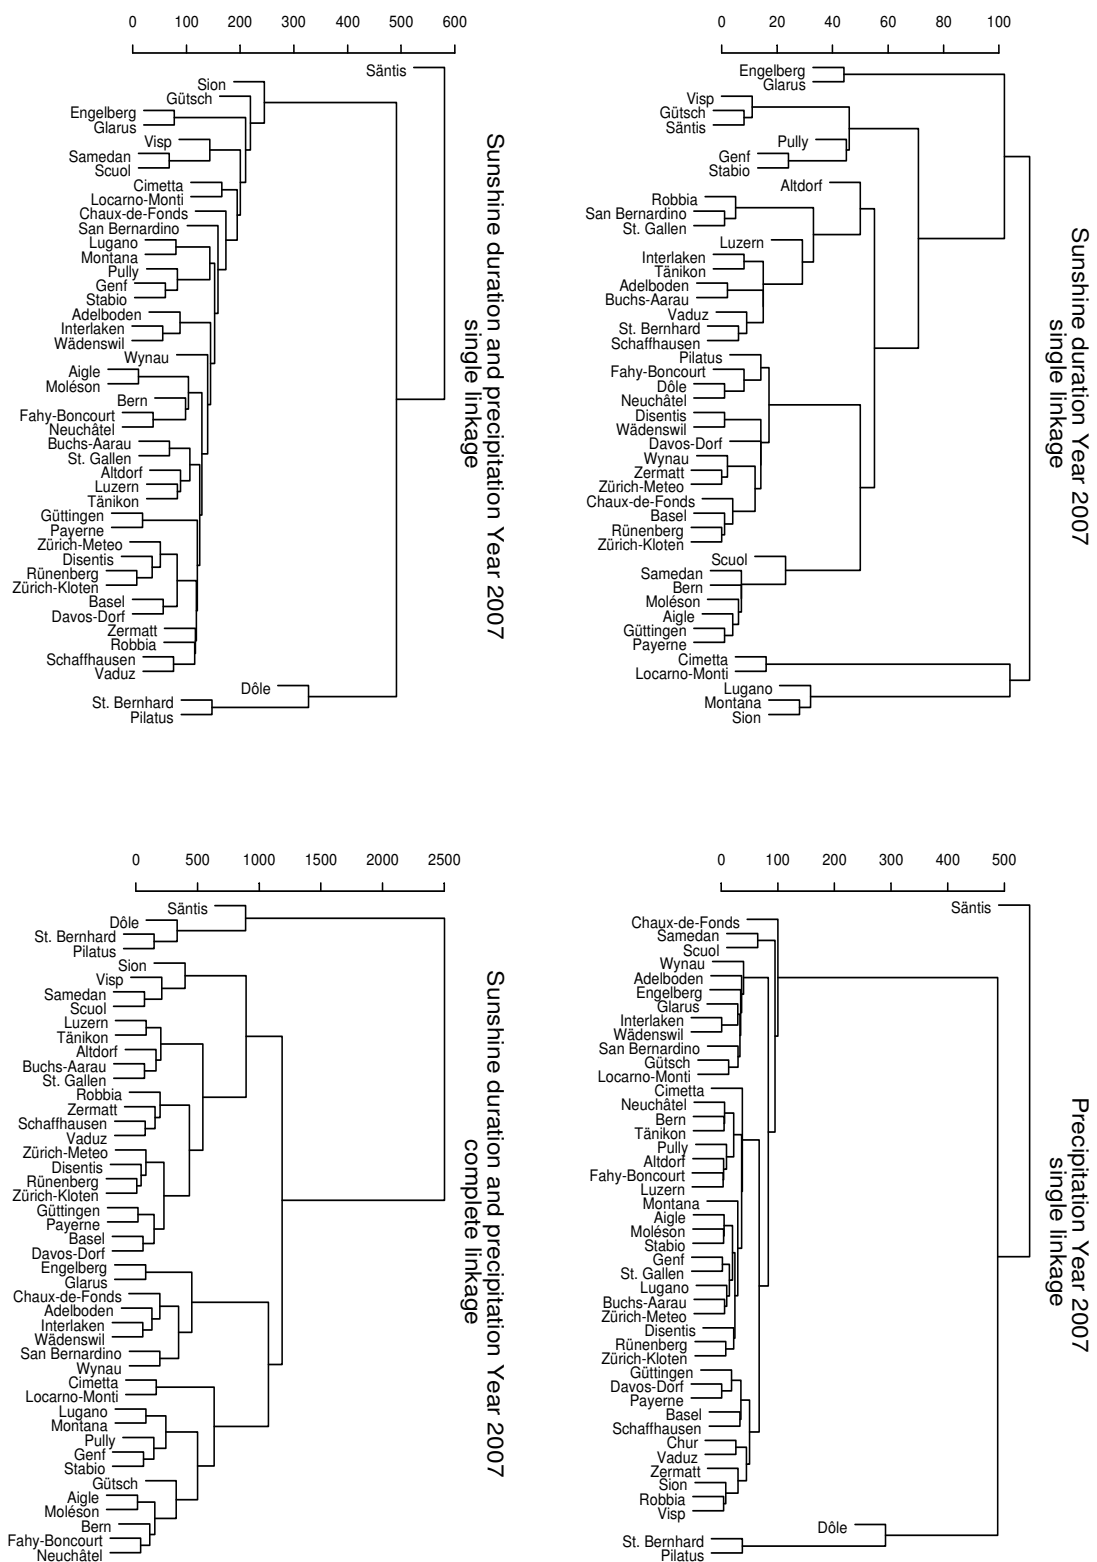 0 100 200 300 400 500 600
Säntis
Sion
Gütsch
Engelberg
Glarus
Visp
Samedan
Scuol
Cimetta
Locarno-Monti
Chaux-de-Fonds
San Bernardino
Lugano
Montana
Pully
Genf
Stabio
Adelboden
Interlaken
Wädenswil
Wynau
Aigle
Moléson
Bern
Fahy-Boncourt
Neuchâtel
Buchs-Aarau
St. Gallen
Altdorf
Luzern
Tänikon
Güttingen
Payerne
Zürich-Meteo
Disentis
Rünenberg
Zürich-Kloten
Basel
Davos-Dorf
Zermatt
Robbia
Schaffhausen
Vaduz
Dôle
St. Bernhard
Pilatus
Sunshine duration and precipitation Year 2007
single linkage
0 20 40 60 80 100
Engelberg
Glarus
Visp
Gütsch
Säntis
Pully
Genf
Stabio
Altdorf
Robbia
San Bernardino
St. Gallen
Luzern
Interlaken
Tänikon
Adelboden
Buchs-Aarau
Vaduz
St. Bernhard
Schaffhausen
Pilatus
Fahy-Boncourt
Dôle
Neuchâtel
Disentis
Wädenswil
Davos-Dorf
Wynau
Zermatt
Zürich-Meteo
Chaux-de-Fonds
Basel
Rünenberg
Zürich-Kloten
Scuol
Samedan
Bern
Moléson
Aigle
Güttingen
Payerne
Cimetta
Locarno-Monti
Lugano
Montana
Sion
Sunshine duration Year 2007
single linkage
0 500 1000 1500 2000 2500
Säntis
Dôle
St. Bernhard
Pilatus
Sion
Visp
Samedan
Scuol
Luzern
Tänikon
Altdorf
Buchs-Aarau
St. Gallen
Robbia
Zermatt
Schaffhausen
Vaduz
Zürich-Meteo
Disentis
Rünenberg
Zürich-Kloten
Güttingen
Payerne
Basel
Davos-Dorf
Engelberg
Glarus
Chaux-de-Fonds
Adelboden
Interlaken
Wädenswil
San Bernardino
Wynau
Cimetta
Locarno-Monti
Lugano
Montana
Pully
Genf
Stabio
Gütsch
Aigle
Moléson
Bern
Fahy-Boncourt
Neuchâtel
Sunshine duration and precipitation Year 2007
complete linkage
0 100 200 300 400 500
Säntis
Chaux-de-Fonds
Samedan
Scuol
Wynau
Adelboden
Engelberg
Glarus
Interlaken
Wädenswil
San Bernardino
Gütsch
Locarno-Monti
Cimetta
Neuchâtel
Bern
Tänikon
Pully
Altdorf
Fahy-Boncourt
Luzern
Montana
Aigle
Moléson
Stabio
Genf
St. Gallen
Lugano
Buchs-Aarau
Zürich-Meteo
Disentis
Rünenberg
Zürich-Kloten
Güttingen
Davos-Dorf
Payerne
Basel
Schaffhausen
Chur
Vaduz
Zermatt
Sion
Robbia
Visp
Dôle
St. Bernhard
Pilatus
Precipitation Year 2007
single linkage